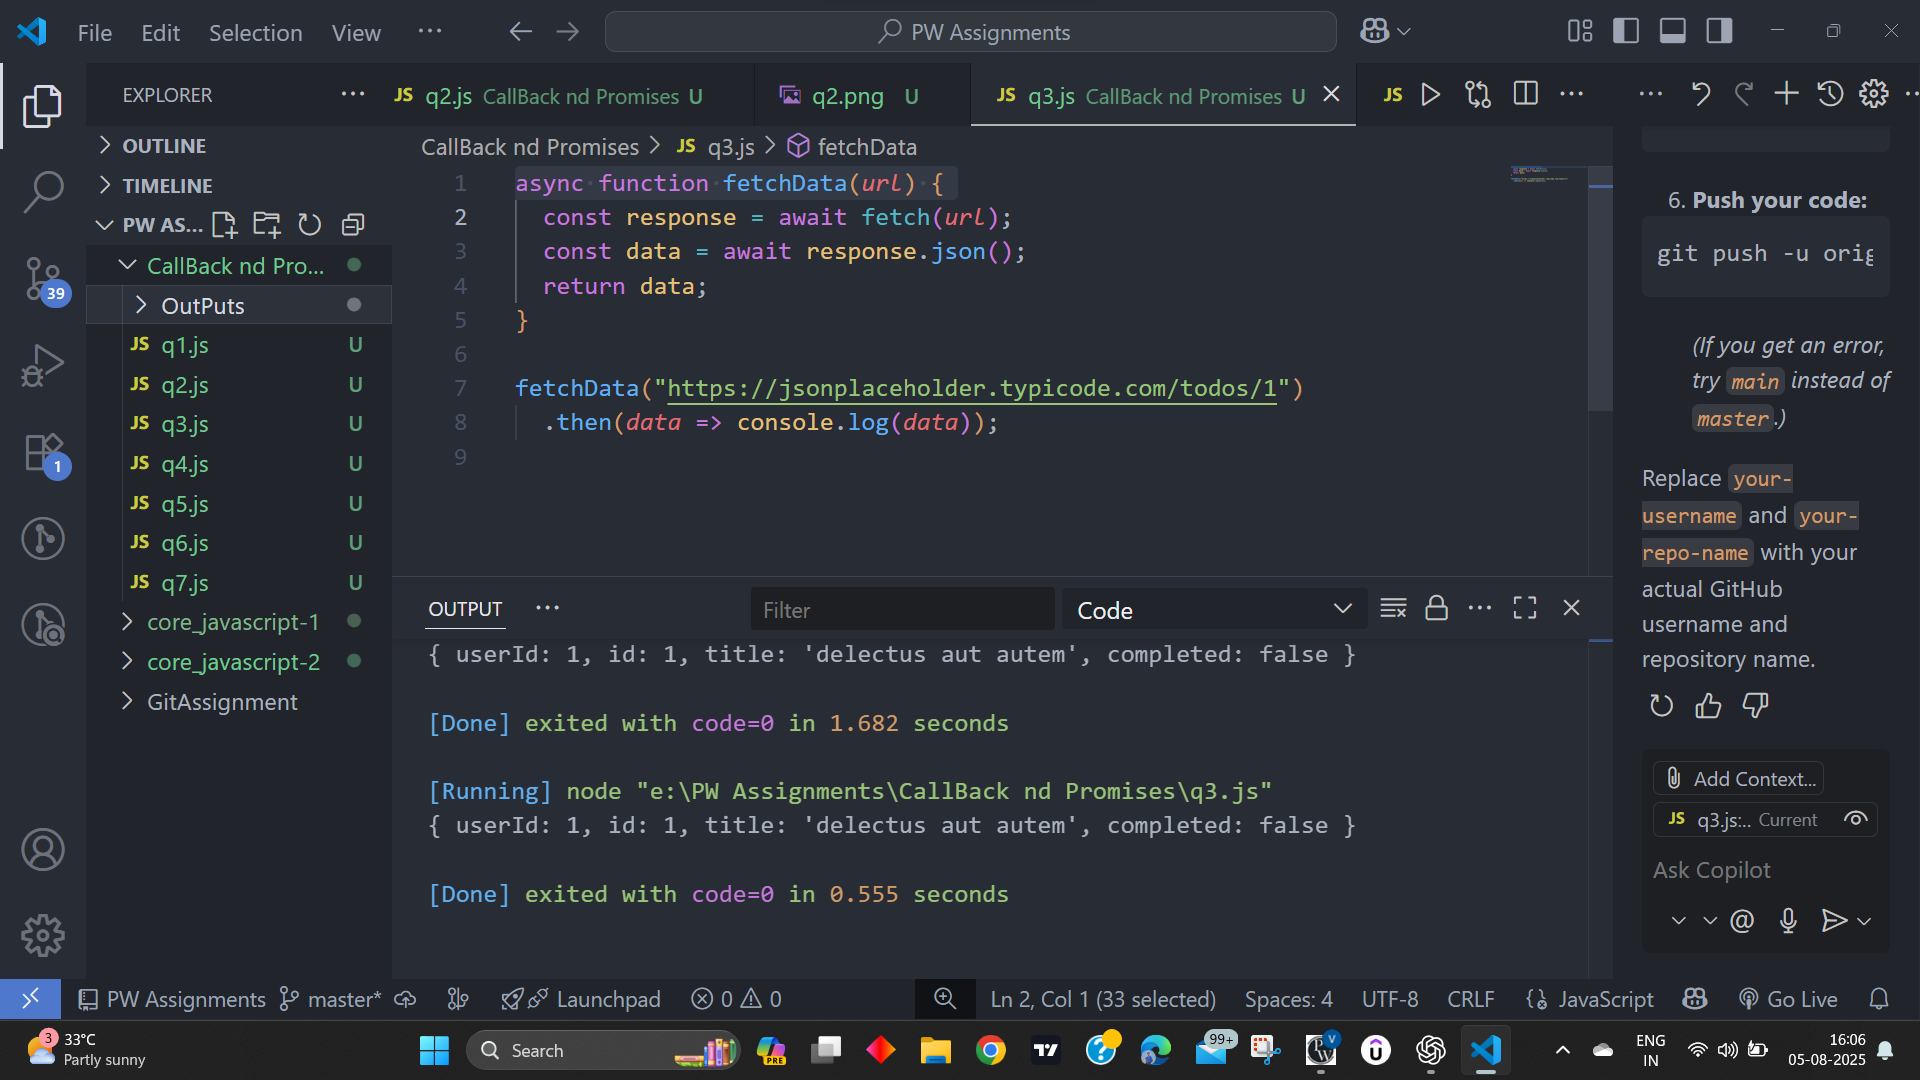 File Edit Selection View ··· PW Assignments
EXPLORER ···
OUTLINE
TIMELINE
PW AS...
CallBack nd Pro...
OutPuts
JS q1.js U
JS q2.js U
JS q3.js U
JS q4.js U
JS q5.js U
JS q6.js U
JS q7.js U
core_javascript-1
core_javascript-2
GitAssignment
39
1
JS q2.js CallBack nd Promises U
q2.png U
JS q3.js CallBack nd Promises U
JS
CallBack nd Promises > JS q3.js > fetchData
1 async function fetchData(url) {
2 const response = await fetch(url);
3 const data = await response.json();
4 return data;
5 }
6
7 fetchData("https://jsonplaceholder.typicode.com/todos/1")
8 .then(data => console.log(data));
9
OUTPUT ··· Filter Code
{ userId: 1, id: 1, title: 'delectus aut autem', completed: false }
[Done] exited with code=0 in 1.682 seconds
[Running] node "e:\PW Assignments\CallBack nd Promises\q3.js"
{ userId: 1, id: 1, title: 'delectus aut autem', completed: false }
[Done] exited with code=0 in 0.555 seconds
6. Push your code:
git push -u orig
(If you get an error,
try main instead of
master.)
Replace your-
username and your-
repo-name with your
actual GitHub
username and
repository name.
Add Context...
JS q3.js:.. Current
Ask Copilot
@
PW Assignments master* Launchpad 0 0 Ln 2, Col 1 (33 selected) Spaces: 4 UTF-8 CRLF JavaScript Go Live
3
33°C
Partly sunny
Search
PRE
99+
V
ENG
IN
16:06
05-08-2025